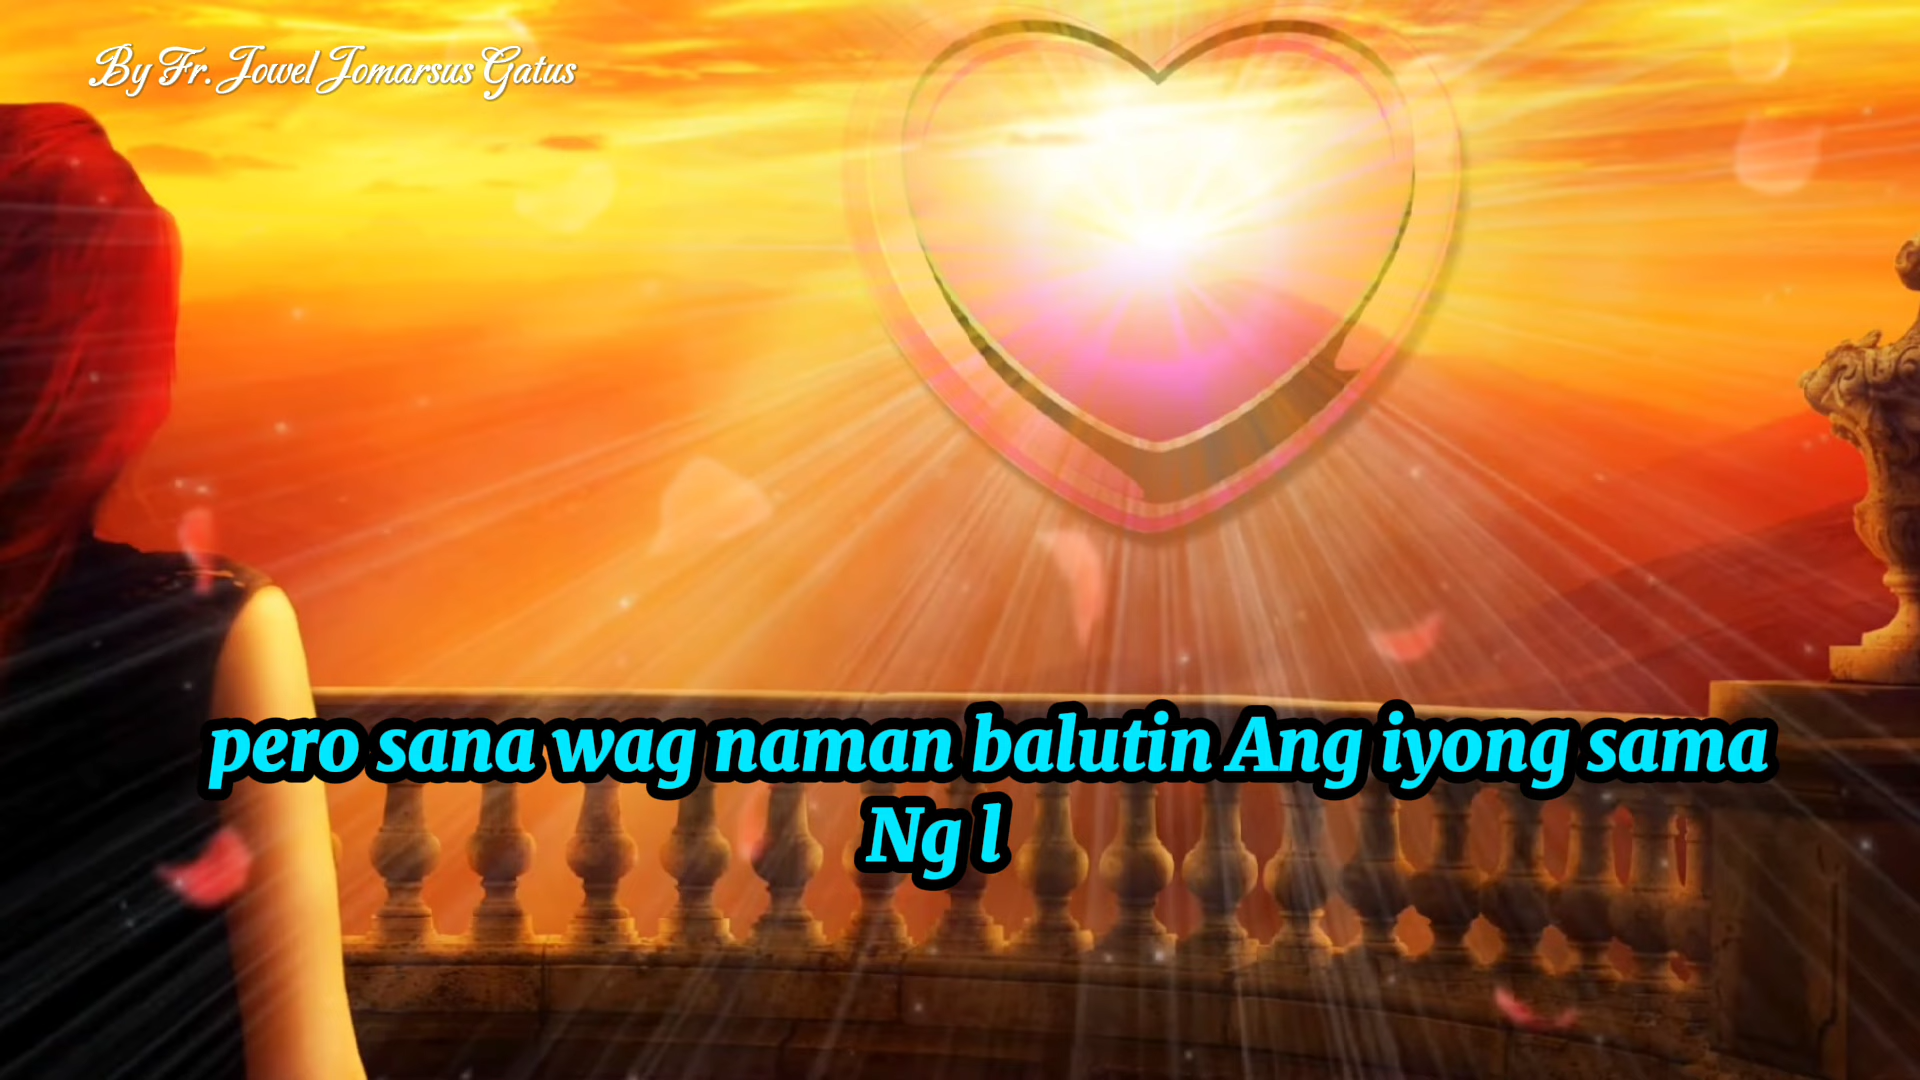 By Fr. Jowel Jomarsus Gatus
pero sana wag naman balutin Ang iyong sama
Ng l